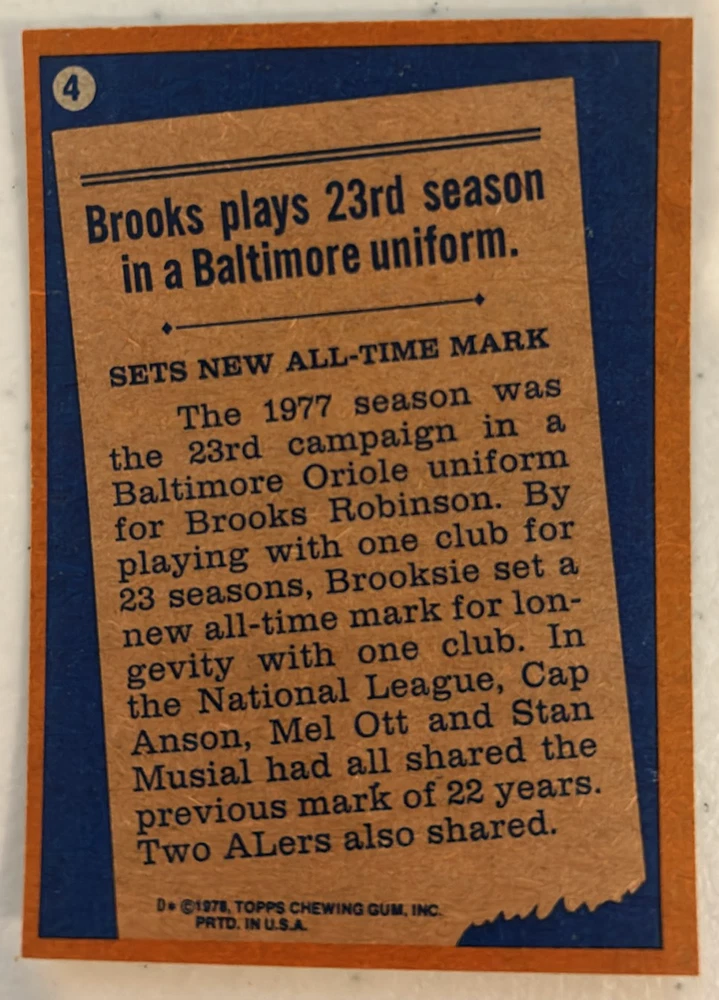 4
Brooks plays 23rd season
in a Baltimore uniform.
SETS NEW ALL-TIME MARK
The 1977 season was
the 23rd campaign in a
Baltimore Oriole uniform
for Brooks Robinson. By
playing with one club for
23 seasons, Brooksie set a
new all-time mark for lon-
gevity with one club. In
the National League, Cap
Anson, Mel Ott and Stan
Musial had all shared the
previous mark of 22 years.
Two ALers also shared.
D* ©1978, TOPPS CHEWING GUM, INC.
PRTD. IN U.S.A.